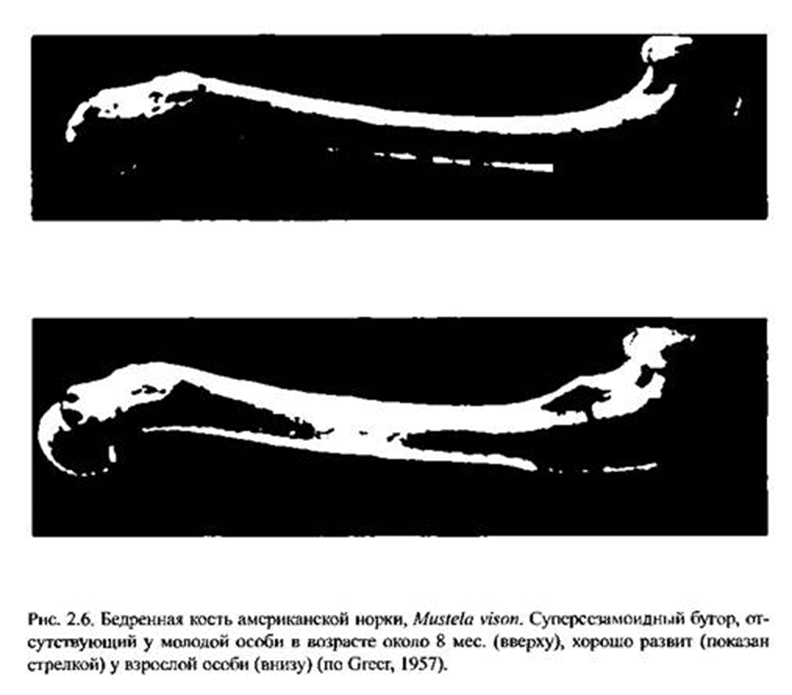 Рис. 2.6. Бедренная кость американской норки, Mustela vison. Суперсезамоидный бугор, от-
сутствующий у молодой особи в возрасте около 8 мес. (вверху), хорошо развит (показан
стрелкой) у взрослой особи (внизу) (по Greer, 1957).